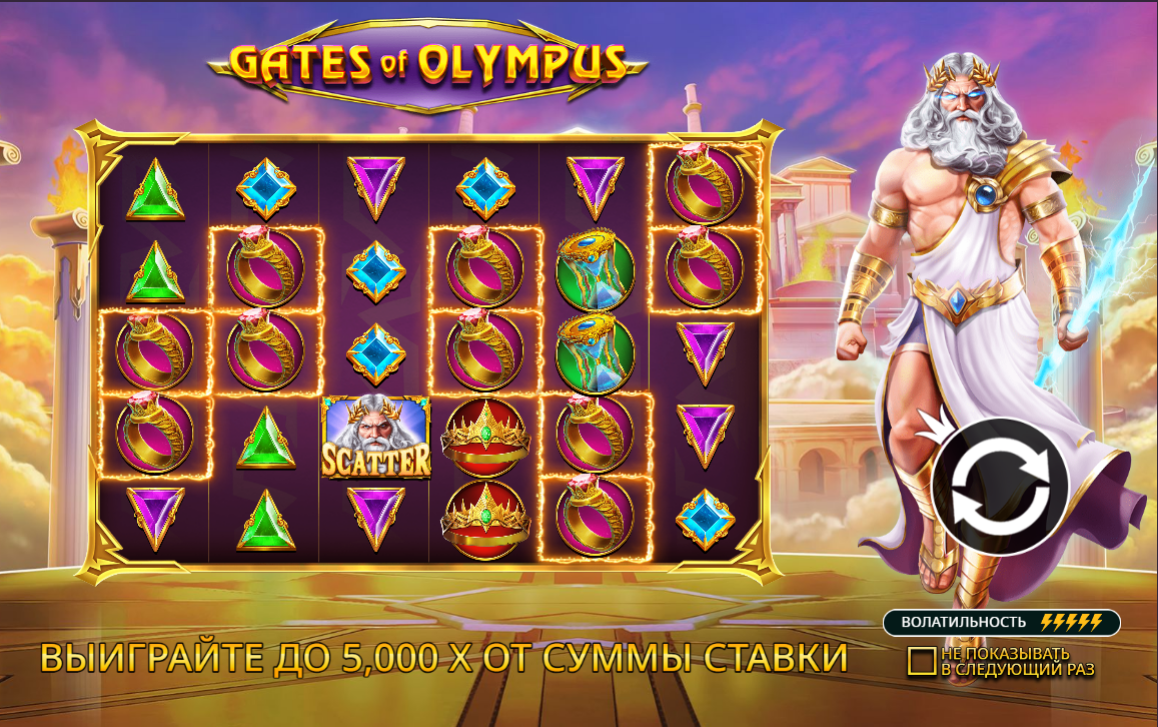 GATES OF OLYMPUS
SCATTER
ВОЛАТИЛЬНОСТЬ
ВЫИГРАЙТЕ ДО 5,000 X ОТ СУММЫ СТАВКИ
НЕ ПОКАЗЫВАТЬ
В СЛЕДУЮЩИЙ РАЗ